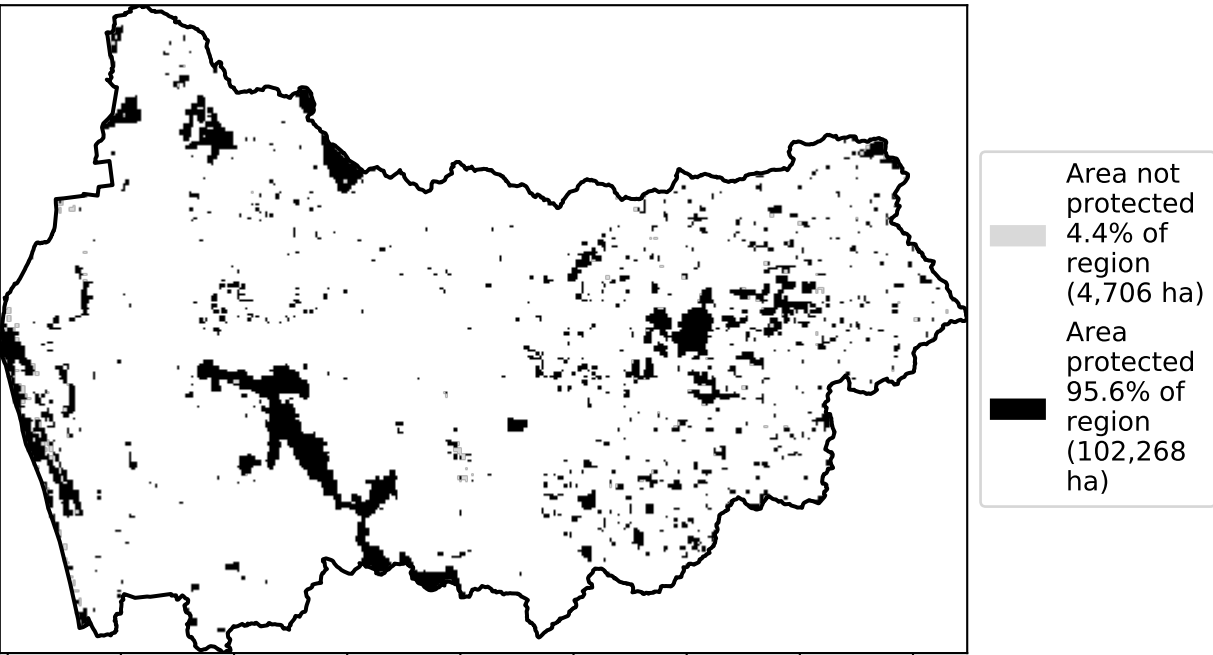 Area not
protected
4.4% of
region
(4,706 ha)
Area
protected
95.6% of
region
(102,268
ha)